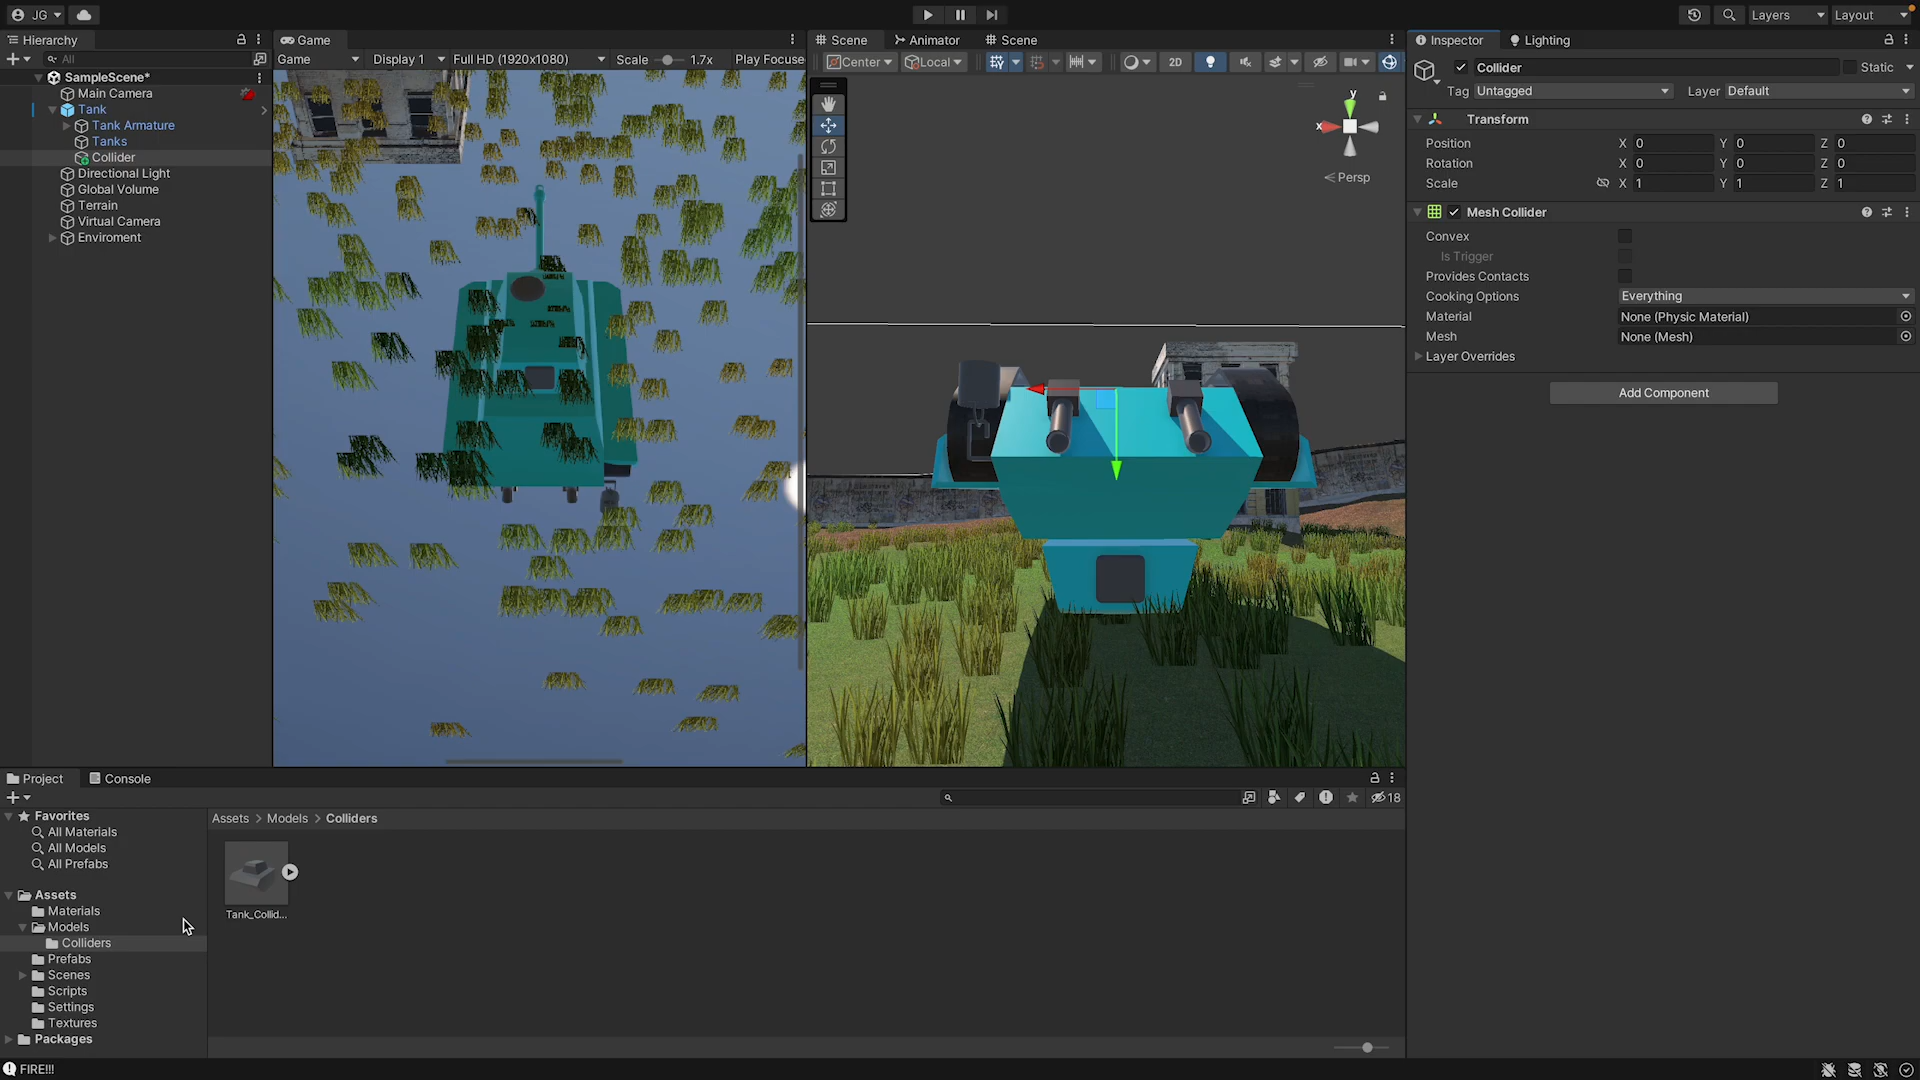 JG
Layers
Layout
Hierarchy
Game
Scene
Animator
Scene
Inspector
Lighting
All
Game
Display 1
Full HD (1920x1080)
Scale
1.7x
Play Focuse
Center
Local
2D
Collider
Static
SampleScene*
Main Camera
Tank
Tank Armature
Tanks
Collider
Directional Light
Global Volume
Terrain
Virtual Camera
Enviroment
y
x
Persp
Tag
Untagged
Layer
Default
Transform
Position
X 0
Y 0
Z 0
Rotation
X 0
Y 0
Z 0
Scale
X 1
Y 1
Z 1
Mesh Collider
Convex
Is Trigger
Provides Contacts
Cooking Options
Everything
Material
None (Physic Material)
Mesh
None (Mesh)
Layer Overrides
Add Component
Project
Console
18
Favorites
All Materials
All Models
All Prefabs
Assets
Materials
Models
Colliders
Prefabs
Scenes
Scripts
Settings
Textures
Packages
Assets > Models > Colliders
Tank_Collid...
FIRE!!!